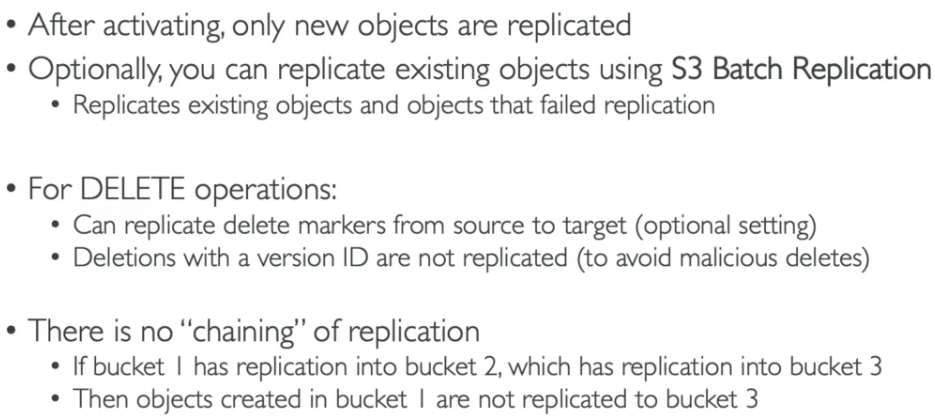 • After activating, only new objects are replicated
• Optionally, you can replicate existing objects using S3 Batch Replication
• Replicates existing objects and objects that failed replication
• For DELETE operations:
• Can replicate delete markers from source to target (optional setting)
• Deletions with a version ID are not replicated (to avoid malicious deletes)
• There is no “chaining” of replication
• If bucket 1 has replication into bucket 2, which has replication into bucket 3
• Then objects created in bucket 1 are not replicated to bucket 3